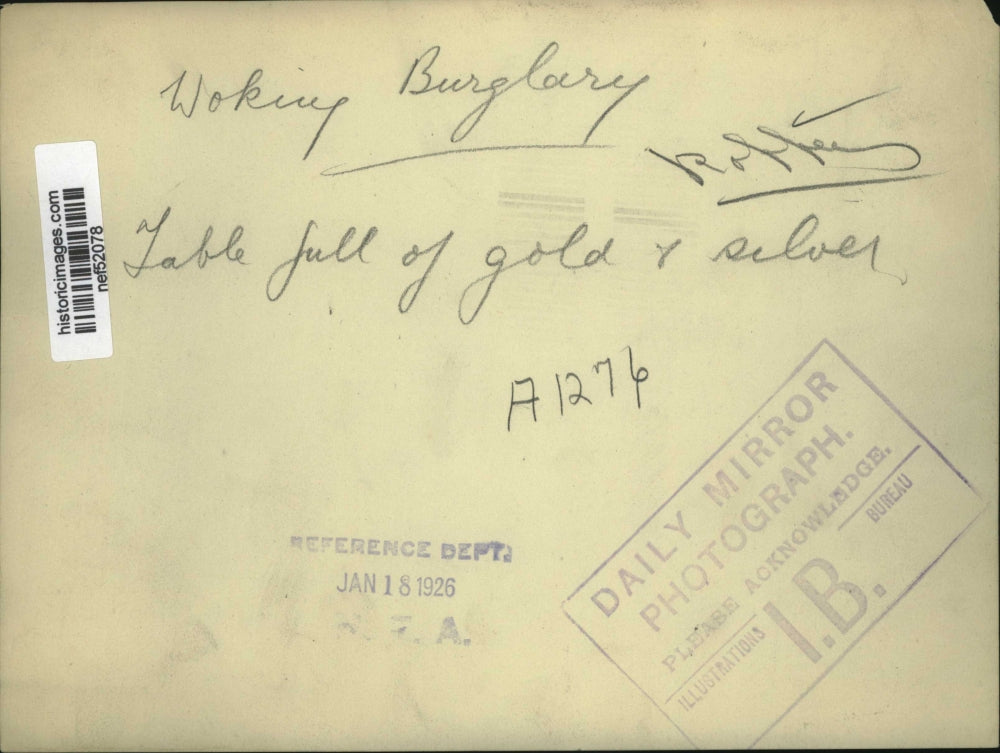 Woking Burglary
Table full of gold & silver
A1276
historicimages.com
nef52078
REFERENCE DEPT.
JAN 18 1926
N. E. A.
DAILY MIRROR
PHOTOGRAPH.
PLEASE ACKNOWLEDGE.
ILLUSTRATIONS I.B. BUREAU